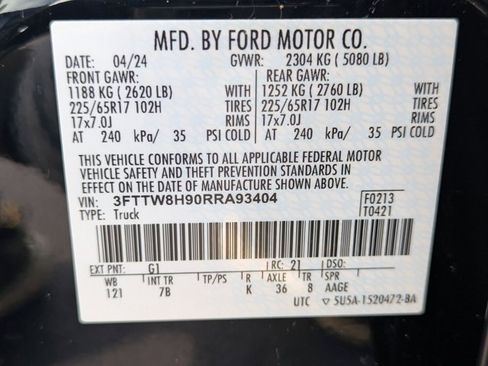 MFD. BY FORD MOTOR CO.
DATE: 04/24 GVWR: 2304 KG ( 5080 LB)
FRONT GAWR: REAR GAWR:
1188 KG ( 2620 LB) WITH 1252 KG ( 2760 LB) WITH
225/65R17 102H TIRES 225/65R17 102H TIRES
17x7.0J RIMS 17x7.0J RIMS
AT 240 kPa/ 35 PSI COLD AT 240 kPa/ 35 PSI COLD
THIS VEHICLE CONFORMS TO ALL APPLICABLE FEDERAL MOTOR
VEHICLE SAFETY AND THEFT PREVENTION STANDARDS IN
EFFECT ON THE DATE OF MANUFACTURE SHOWN ABOVE.
VIN: 3FTTW8H90RRA93404 F0213
TYPE: Truck T0421
EXT PNT: G1 RC: 21 DSO:
WB INT TR TP/PS R AXLE TR SPR
121 7B K 36 8 AAGE
UTC SU5A-1520472-BA